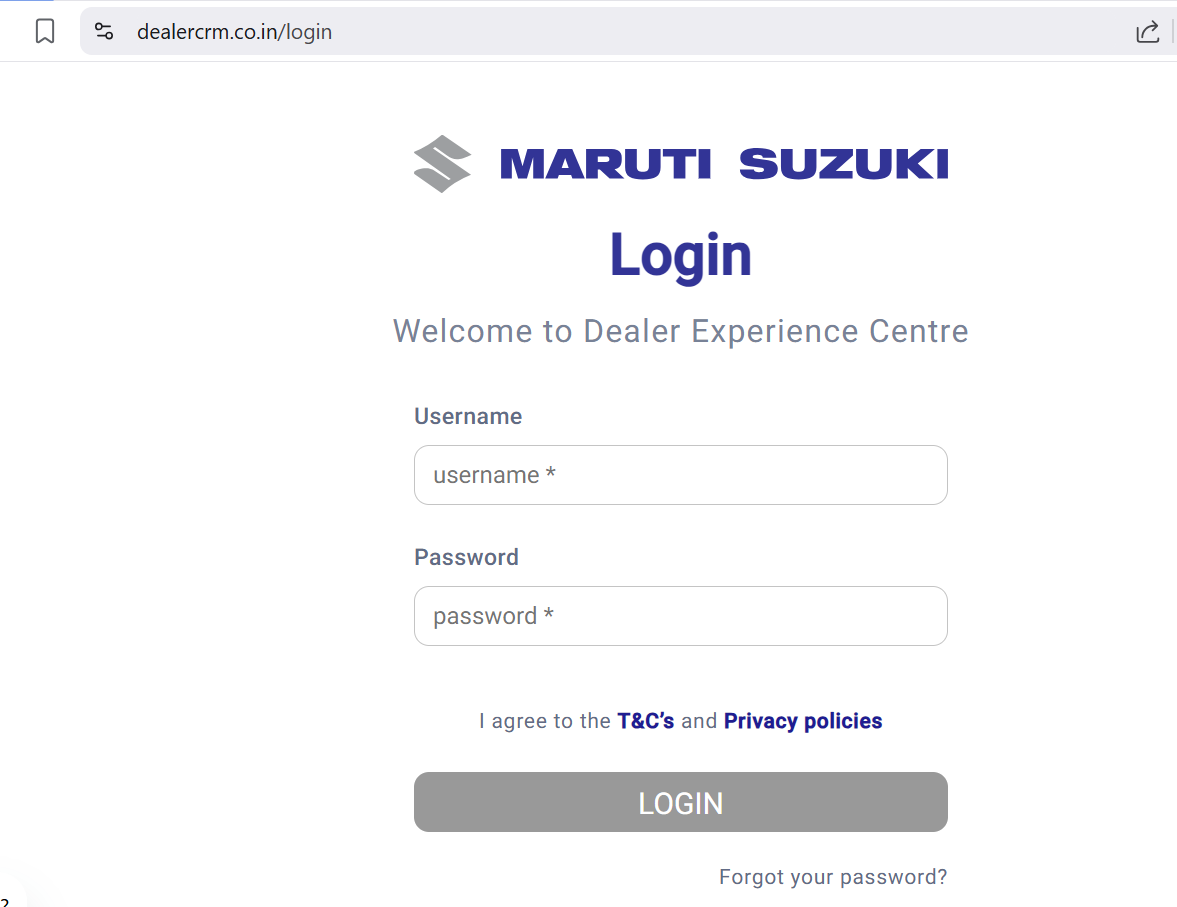 dealercrm.co.in/login
MARUTI SUZUKI
Login
Welcome to Dealer Experience Centre
Username
username *
Password
password *
I agree to the T&C’s and Privacy policies
LOGIN
Forgot your password?